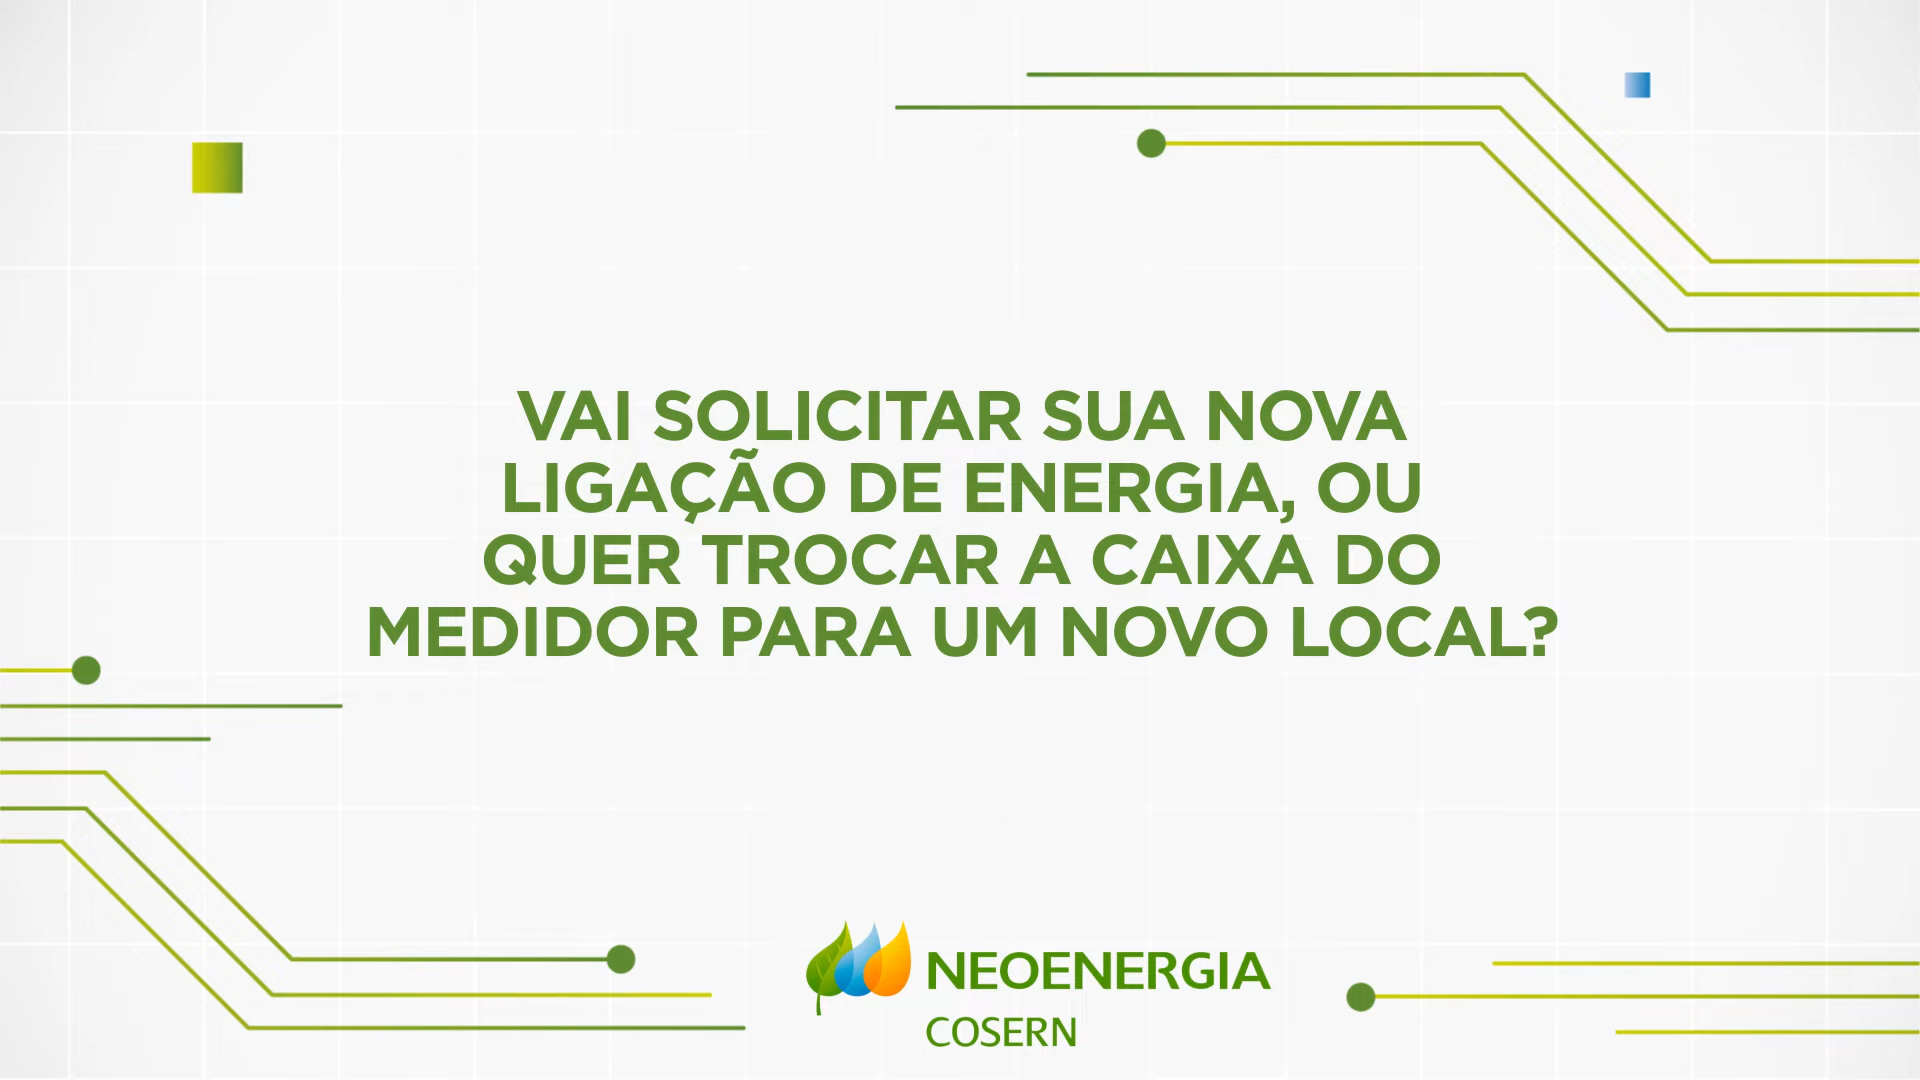 VAI SOLICITAR SUA NOVA
LIGAÇÃO DE ENERGIA, OU
QUER TROCAR A CAIXA DO
MEDIDOR PARA UM NOVO LOCAL?
NEOENERGIA
COSERN